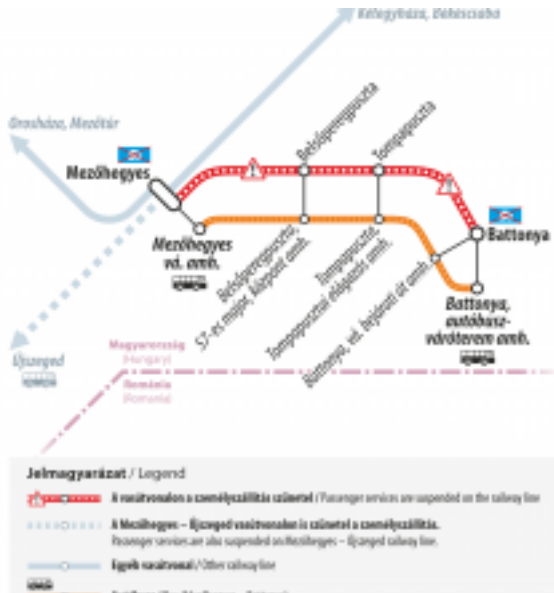 Kétegyháza, Békéscsaba
Orosháza, Mezőtúr
Mezőhegyes
Belsőperegpuszta
Tompapuszta
Battonya
Mezőhegyes
vá. amh.
Belsőperegpuszta,
57-es major, központ amh.
Tompapuszta,
Tompapusztai elágazás amh.
Battonya, vá. bejárati út amh.
Battonya,
autóbusz-
váróterem amh.
Újszeged
Magyarország
(Hungary)
Románia
(Romania)
Jelmagyarázat / Legend
A vasútvonalon a személyszállítás szünetel / Passenger services are suspended on the railway line
A Mezőhegyes – Újszeged vasútvonalon is szünetel a személyszállítás.
Passenger services are also suspended on Mezőhegyes – Újszeged railway line.
Egyéb vasútvonal / Other railway line